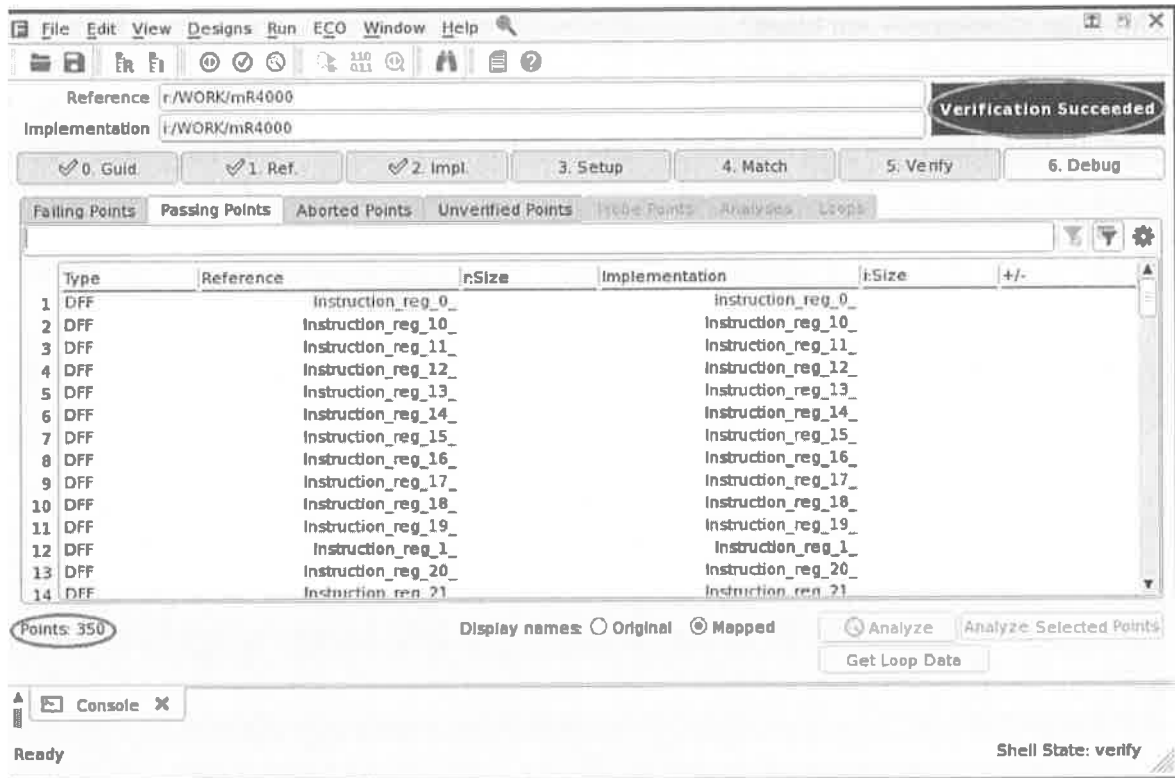 File Edit View Designs Run ECO Window Help
Reference r:/WORK/mR4000
Implementation i:/WORK/mR4000
Verification Succeeded
0. Guid. 1. Ref. 2. Impl. 3. Setup 4. Match 5. Verify 6. Debug
Failing Points Passing Points Aborted Points Unverified Points Probe Points Analyses Loops
Type Reference r:Size Implementation i:Size +/-
1 DFF Instruction_reg_0_ Instruction_reg_0_
2 DFF Instruction_reg_10_ Instruction_reg_10_
3 DFF Instruction_reg_11_ Instruction_reg_11_
4 DFF Instruction_reg_12_ Instruction_reg_12_
5 DFF Instruction_reg_13_ Instruction_reg_13_
6 DFF Instruction_reg_14_ Instruction_reg_14_
7 DFF Instruction_reg_15_ Instruction_reg_15_
8 DFF Instruction_reg_16_ Instruction_reg_16_
9 DFF Instruction_reg_17_ Instruction_reg_17_
10 DFF Instruction_reg_18_ Instruction_reg_18_
11 DFF Instruction_reg_19_ Instruction_reg_19_
12 DFF Instruction_reg_1_ Instruction_reg_1_
13 DFF Instruction_reg_20_ Instruction_reg_20_
14 DFF Instruction_reg_21 Instruction_reg_21
Points: 350 Display names: Original Mapped Analyze Analyze Selected Points
Get Loop Data
Console
Ready Shell State: verify